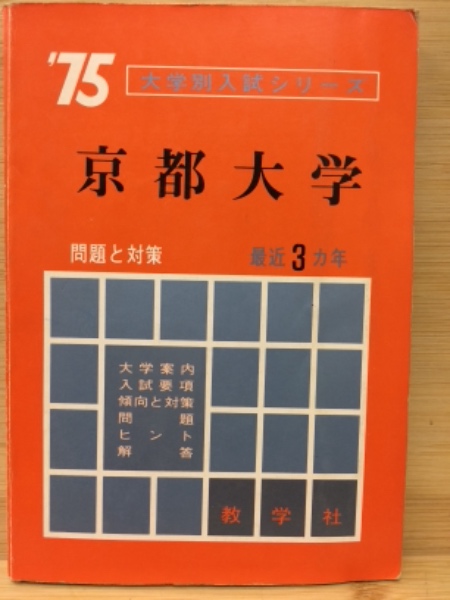 '75 大学別入試シリーズ
京都大学
問題と対策 最近3カ年
大学案内
入試要項
傾向と対策
問題
ヒント
解答
教学社